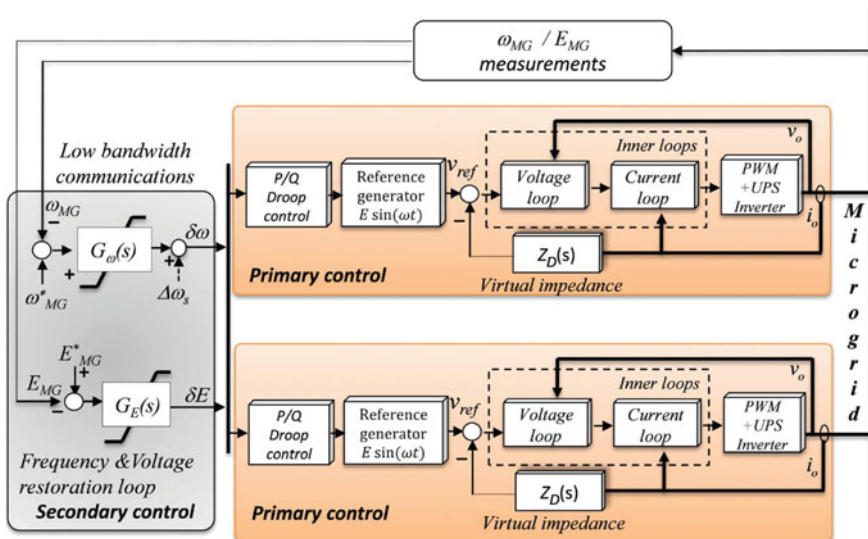 ω_MG / E_MG
measurements
Low bandwidth
communications
ω_MG
−
G_ω(s)
+
+
δω
ω*_MG
Δω_s
E*_MG
+
E_MG
−
G_E(s)
δE
Frequency &Voltage
restoration loop
Secondary control
P/Q
Droop
control
Reference
generator
E sin(ωt)
v_ref
−
Inner loops
Voltage
loop
Current
loop
PWM
+UPS
Inverter
v_o
i_o
Z_D(s)
Virtual impedance
Primary control
P/Q
Droop
control
Reference
generator
E sin(ωt)
v_ref
−
Inner loops
Voltage
loop
Current
loop
PWM
+UPS
Inverter
v_o
i_o
Z_D(s)
Virtual impedance
Primary control
Microgrid